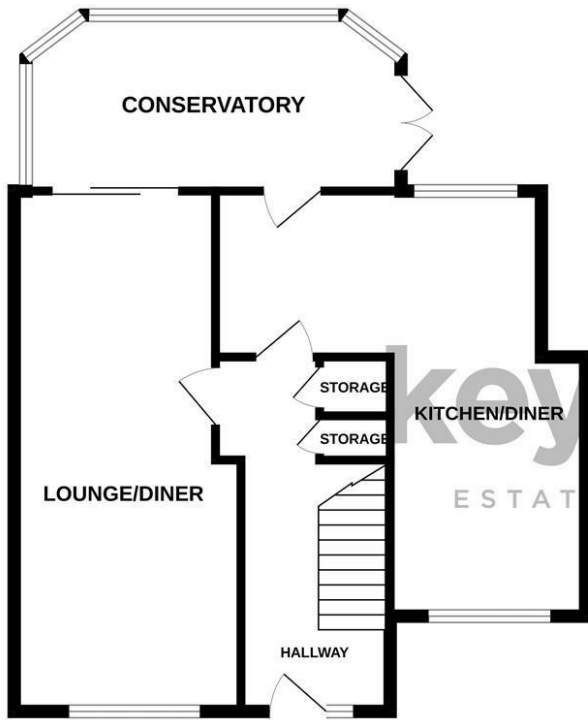 CONSERVATORY
STORAGE
key
KITCHEN/DINER
STORAGE
LOUNGE/DINER
ESTAT
HALLWAY